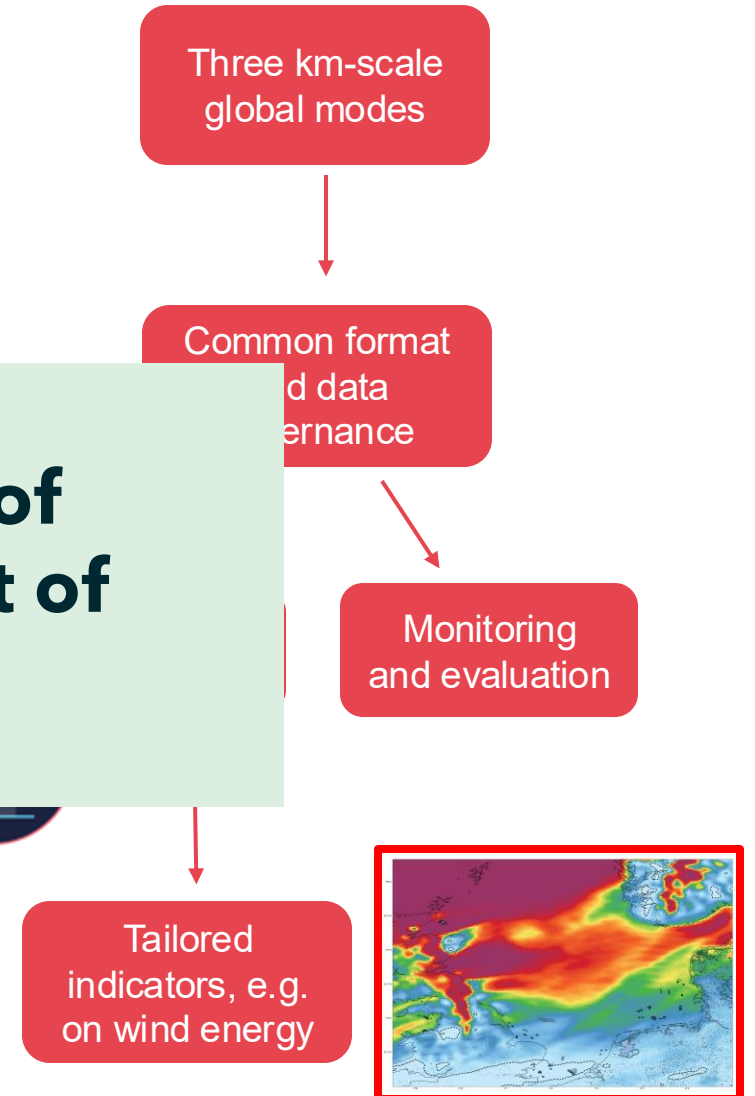 Three km-scale
global modes
Common format
d data
ernance
of
t of
Monitoring
and evaluation
Tailored
indicators, e.g.
on wind energy